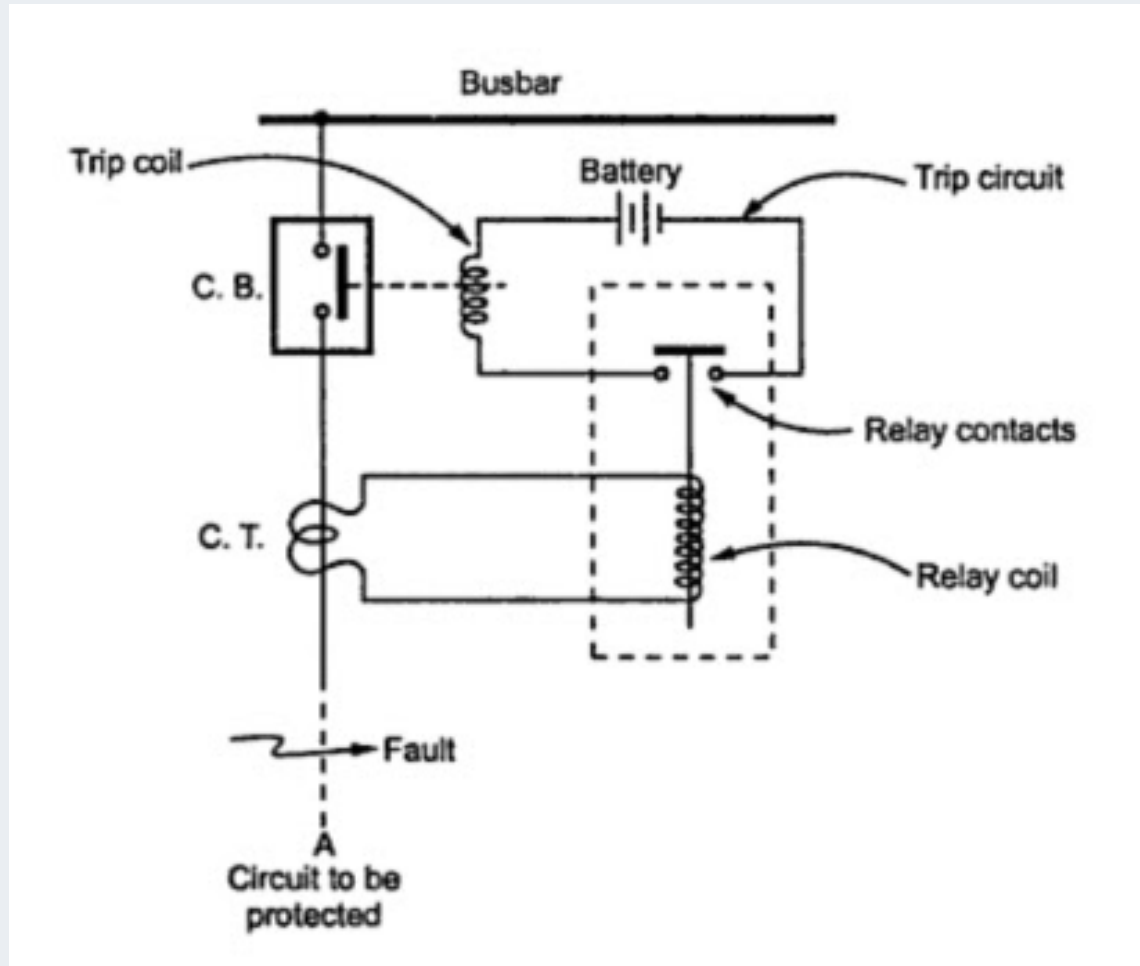 Busbar
Trip coil
Battery
Trip circuit
C. B.
Relay contacts
C. T.
Relay coil
Fault
A
Circuit to be
protected